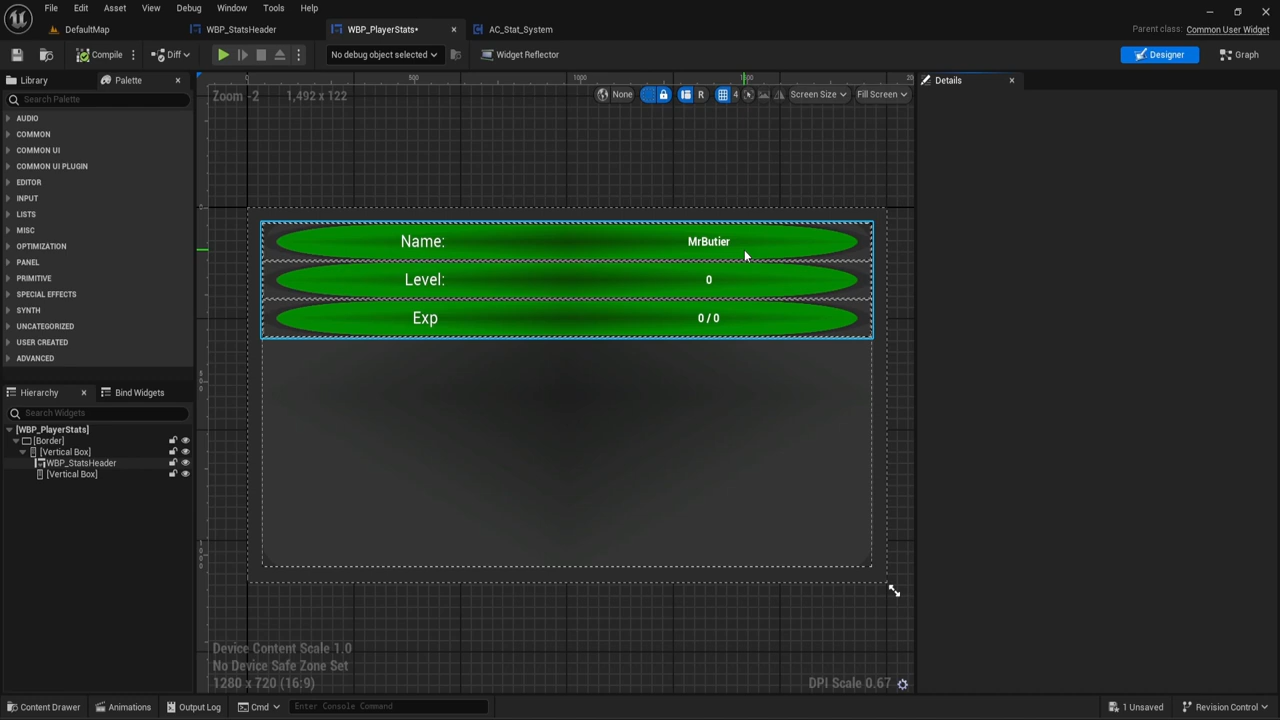 File Edit Asset View Debug Window Tools Help
DefaultMap WBP_StatsHeader WBP_PlayerStats• AC_Stat_System
Parent class: Common User Widget
Compile Diff No debug object selected Widget Reflector Designer Graph
Library Palette
Search Palette
AUDIO
COMMON
COMMON UI
COMMON UI PLUGIN
EDITOR
INPUT
LISTS
MISC
OPTIMIZATION
PANEL
PRIMITIVE
SPECIAL EFFECTS
SYNTH
UNCATEGORIZED
USER CREATED
ADVANCED
Hierarchy Bind Widgets
Search Widgets
[WBP_PlayerStats]
[Border]
[Vertical Box]
WBP_StatsHeader
[Vertical Box]
0 500 1000
Zoom -2 1,492 x 122 None R 4 Screen Size Fill Screen
Name: MrButier
Level: 0
Exp 0 / 0
Device Content Scale 1.0
No Device Safe Zone Set
1280 x 720 (16:9) DPI Scale 0.67
Details
Content Drawer Animations Output Log Cmd Enter Console Command 1 Unsaved Revision Control